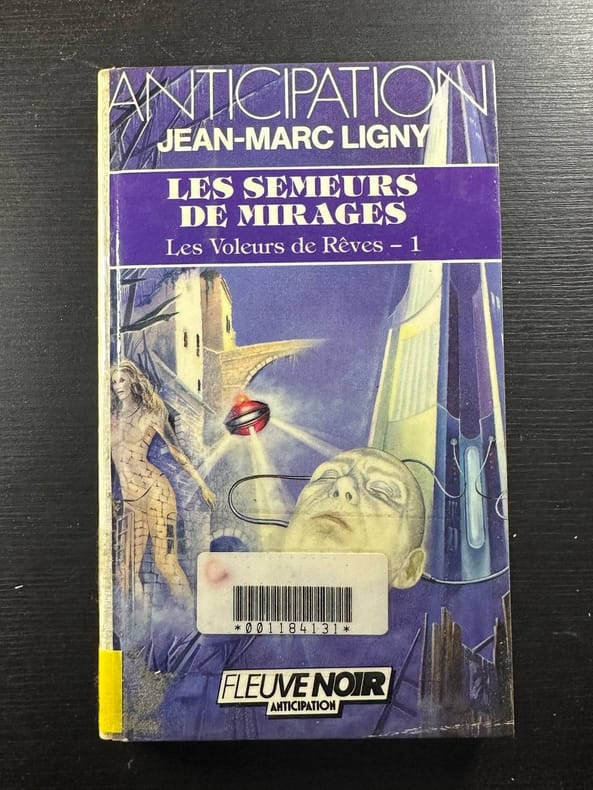 ANTICIPATION
JEAN-MARC LIGNY
LES SEMEURS
DE MIRAGES
Les Voleurs de Rêves – 1
*001184131*
FLEUVE NOIR
ANTICIPATION